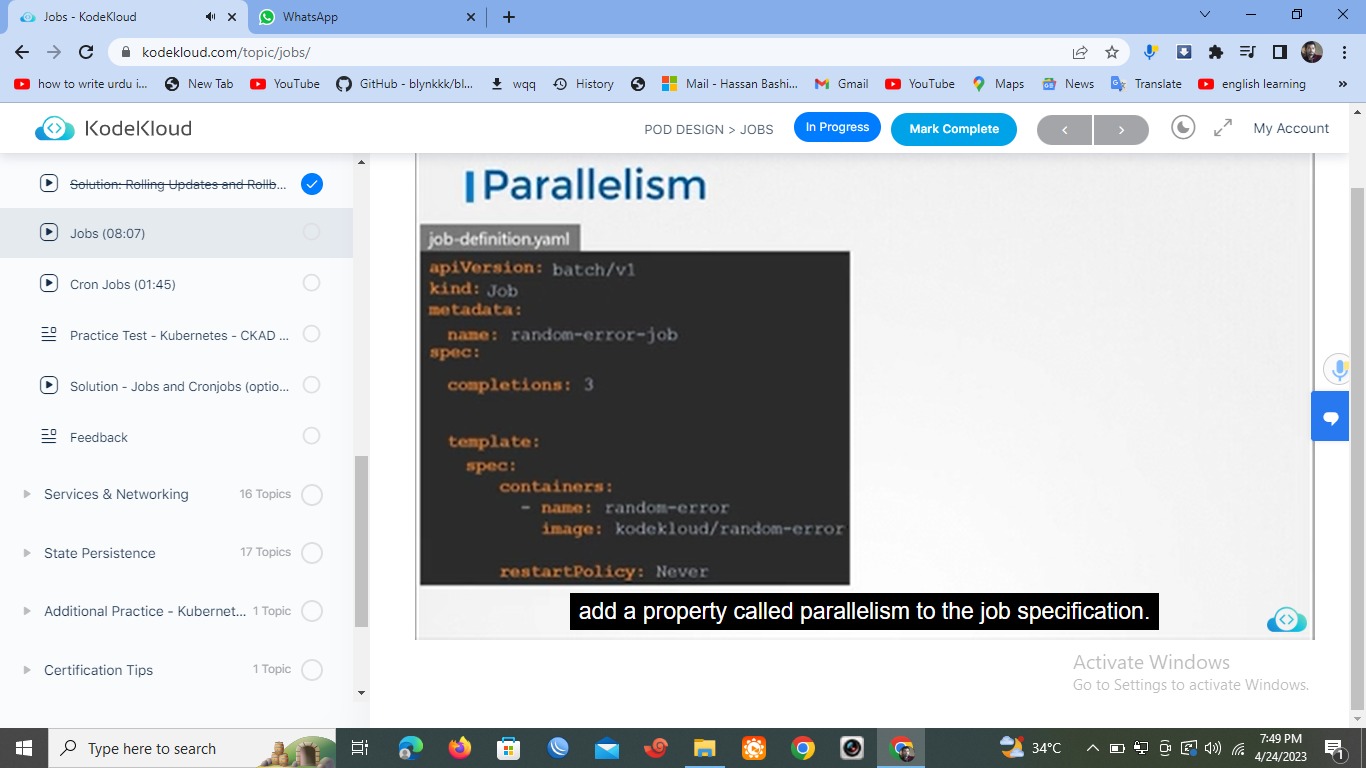 Jobs - KodeKloud
WhatsApp
kodekloud.com/topic/jobs/
how to write urdu i...
New Tab
YouTube
GitHub - blynkkk/bl...
wqq
History
Mail - Hassan Bashi...
Gmail
YouTube
Maps
News
Translate
english learning
»
KodeKloud
POD DESIGN > JOBS
In Progress
Mark Complete
My Account
Solution: Rolling Updates and Rollb...
Jobs (08:07)
Cron Jobs (01:45)
Practice Test - Kubernetes - CKAD ...
Solution - Jobs and Cronjobs (optio...
Feedback
Services & Networking 16 Topics
State Persistence 17 Topics
Additional Practice - Kubernet... 1 Topic
Certification Tips 1 Topic
Parallelism
job-definition.yaml
apiVersion: batch/v1
kind: Job
metadata:
name: random-error-job
spec:
completions: 3
template:
spec:
containers:
- name: random-error
image: kodekloud/random-error
restartPolicy: Never
add a property called parallelism to the job specification.
Activate Windows
Go to Settings to activate Windows.
Type here to search
34°C
7:49 PM
4/24/2023
1